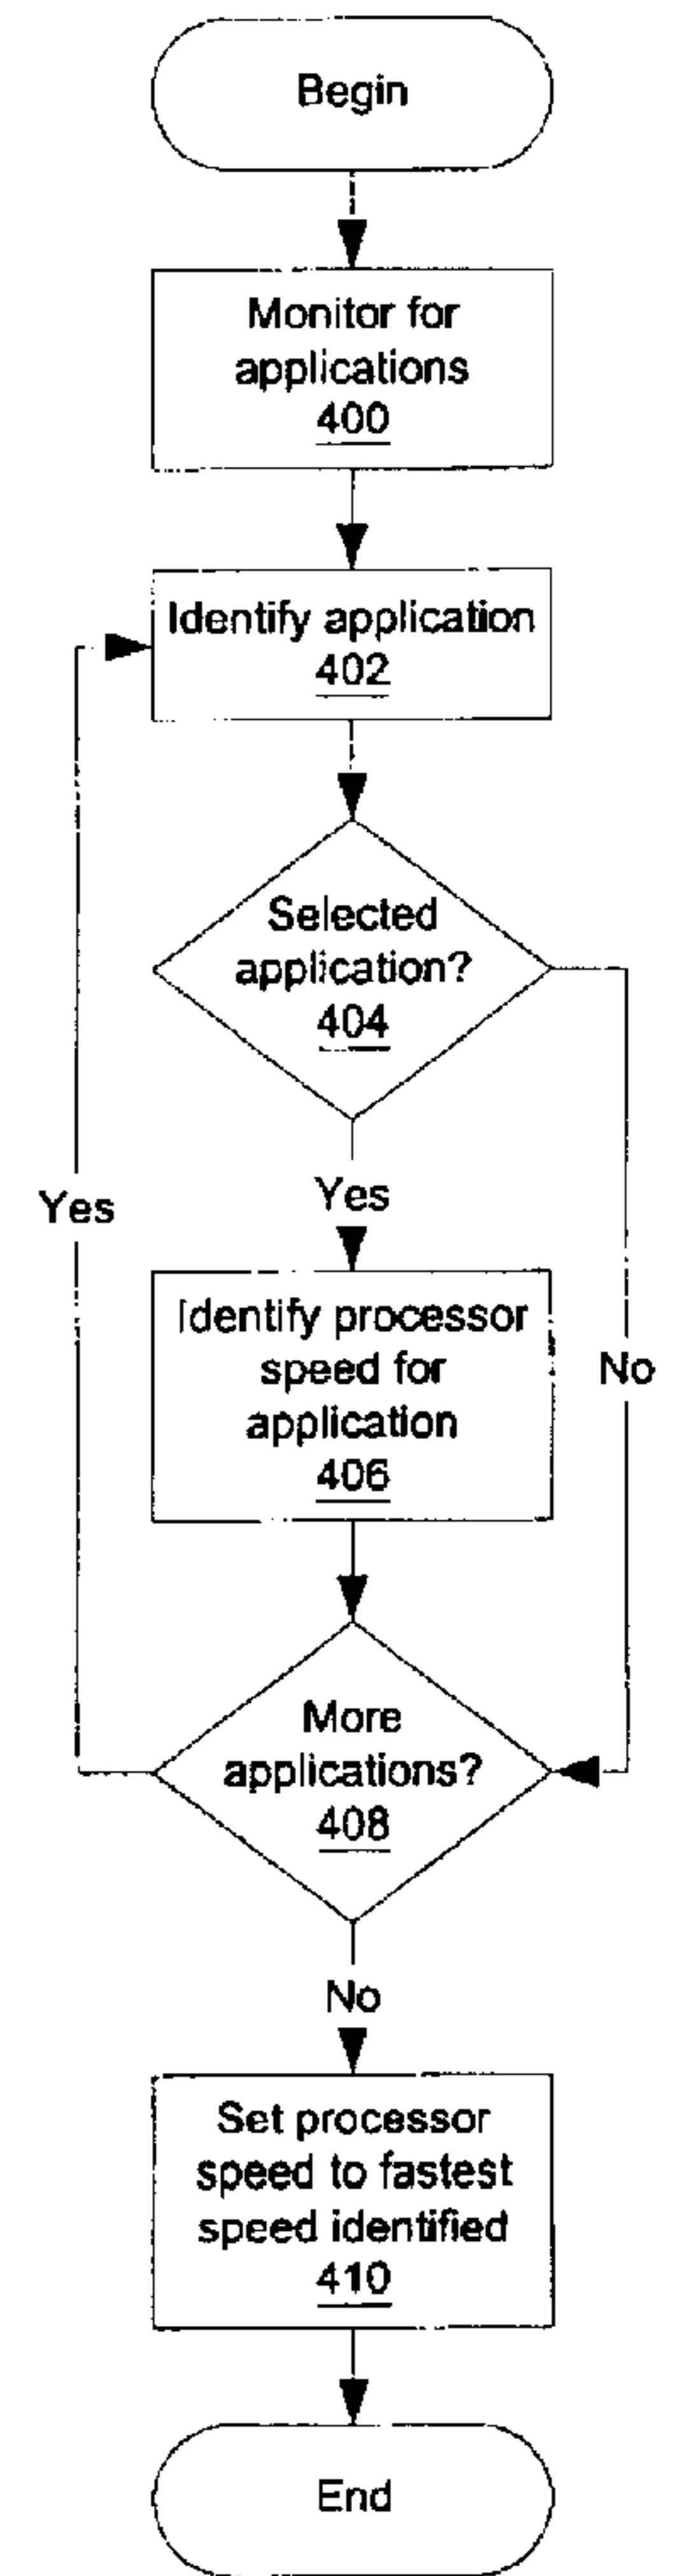 Begin
Monitor for
applications
400
Identify application
402
Selected
application?
404
Yes
Yes
Identify processor
speed for
application
406
No
More
applications?
408
No
Set processor
speed to fastest
speed identified
410
End